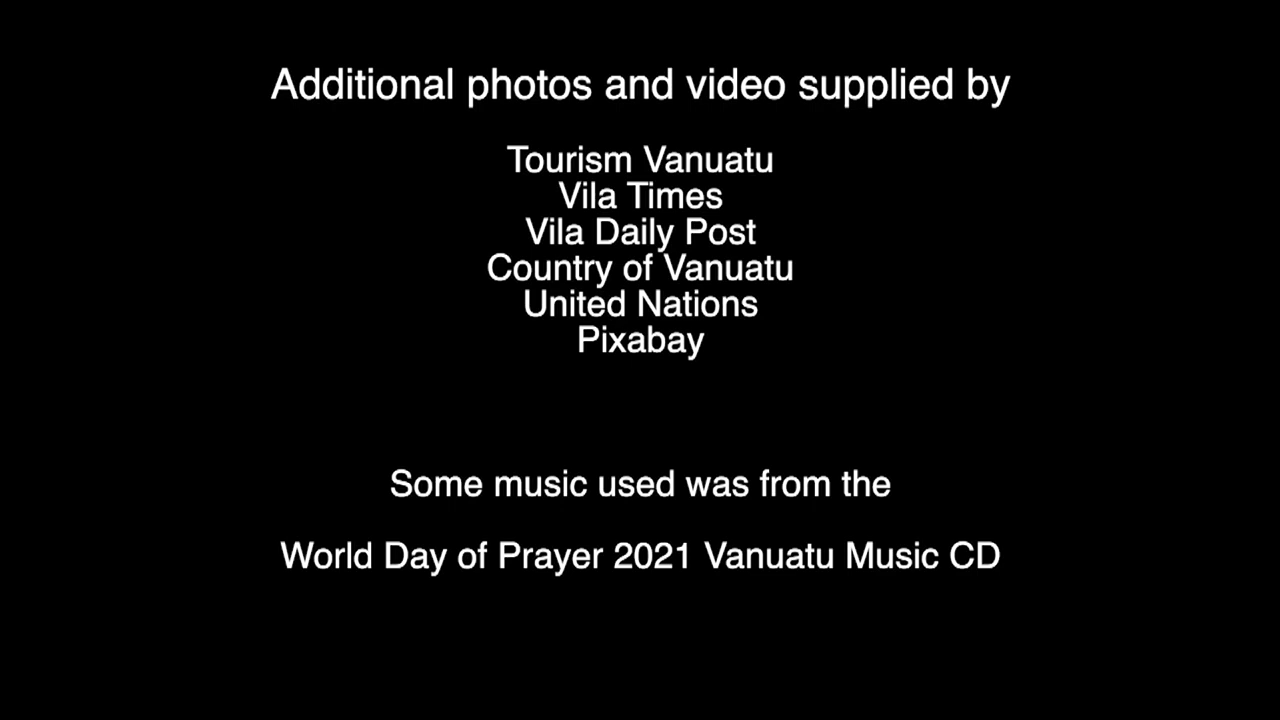 Additional photos and video supplied by
Tourism Vanuatu
Vila Times
Vila Daily Post
Country of Vanuatu
United Nations
Pixabay
Some music used was from the
World Day of Prayer 2021 Vanuatu Music CD